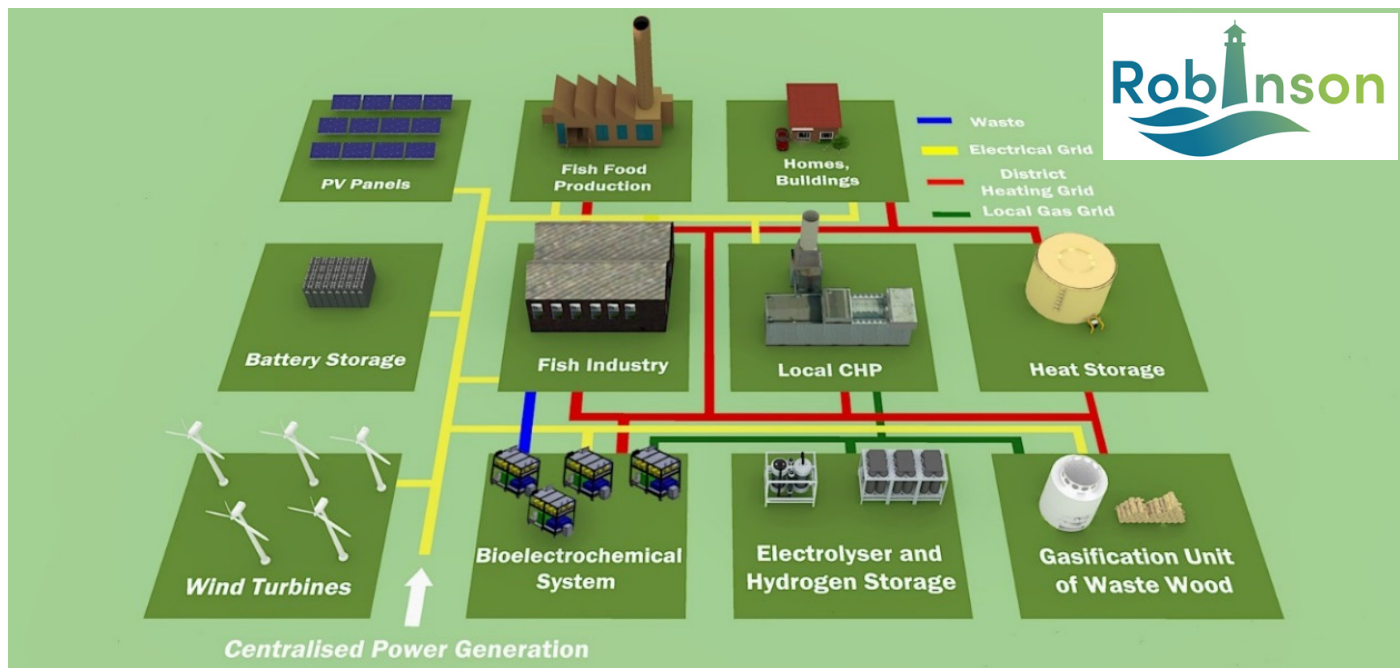 Robinson
Waste
Electrical Grid
District
Heating Grid
Local Gas Grid
PV Panels
Fish Food
Production
Homes,
Buildings
Battery Storage
Fish Industry
Local CHP
Heat Storage
Wind Turbines
Bioelectrochemical
System
Electrolyser and
Hydrogen Storage
Gasification Unit
of Waste Wood
Centralised Power Generation